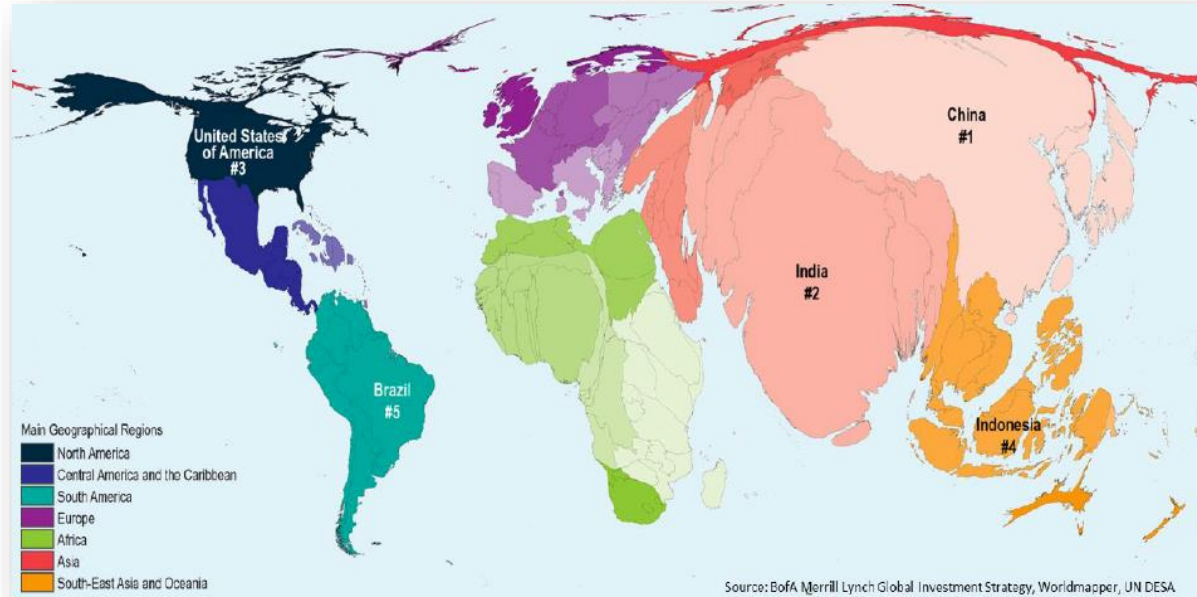 United States
of America
#3
China
#1
India
#2
Brazil
#5
Indonesia
#4
Main Geographical Regions
North America
Central America and the Caribbean
South America
Europe
Africa
Asia
South-East Asia and Oceania
Source: BofA Merrill Lynch Global Investment Strategy, Worldmapper, UN DESA